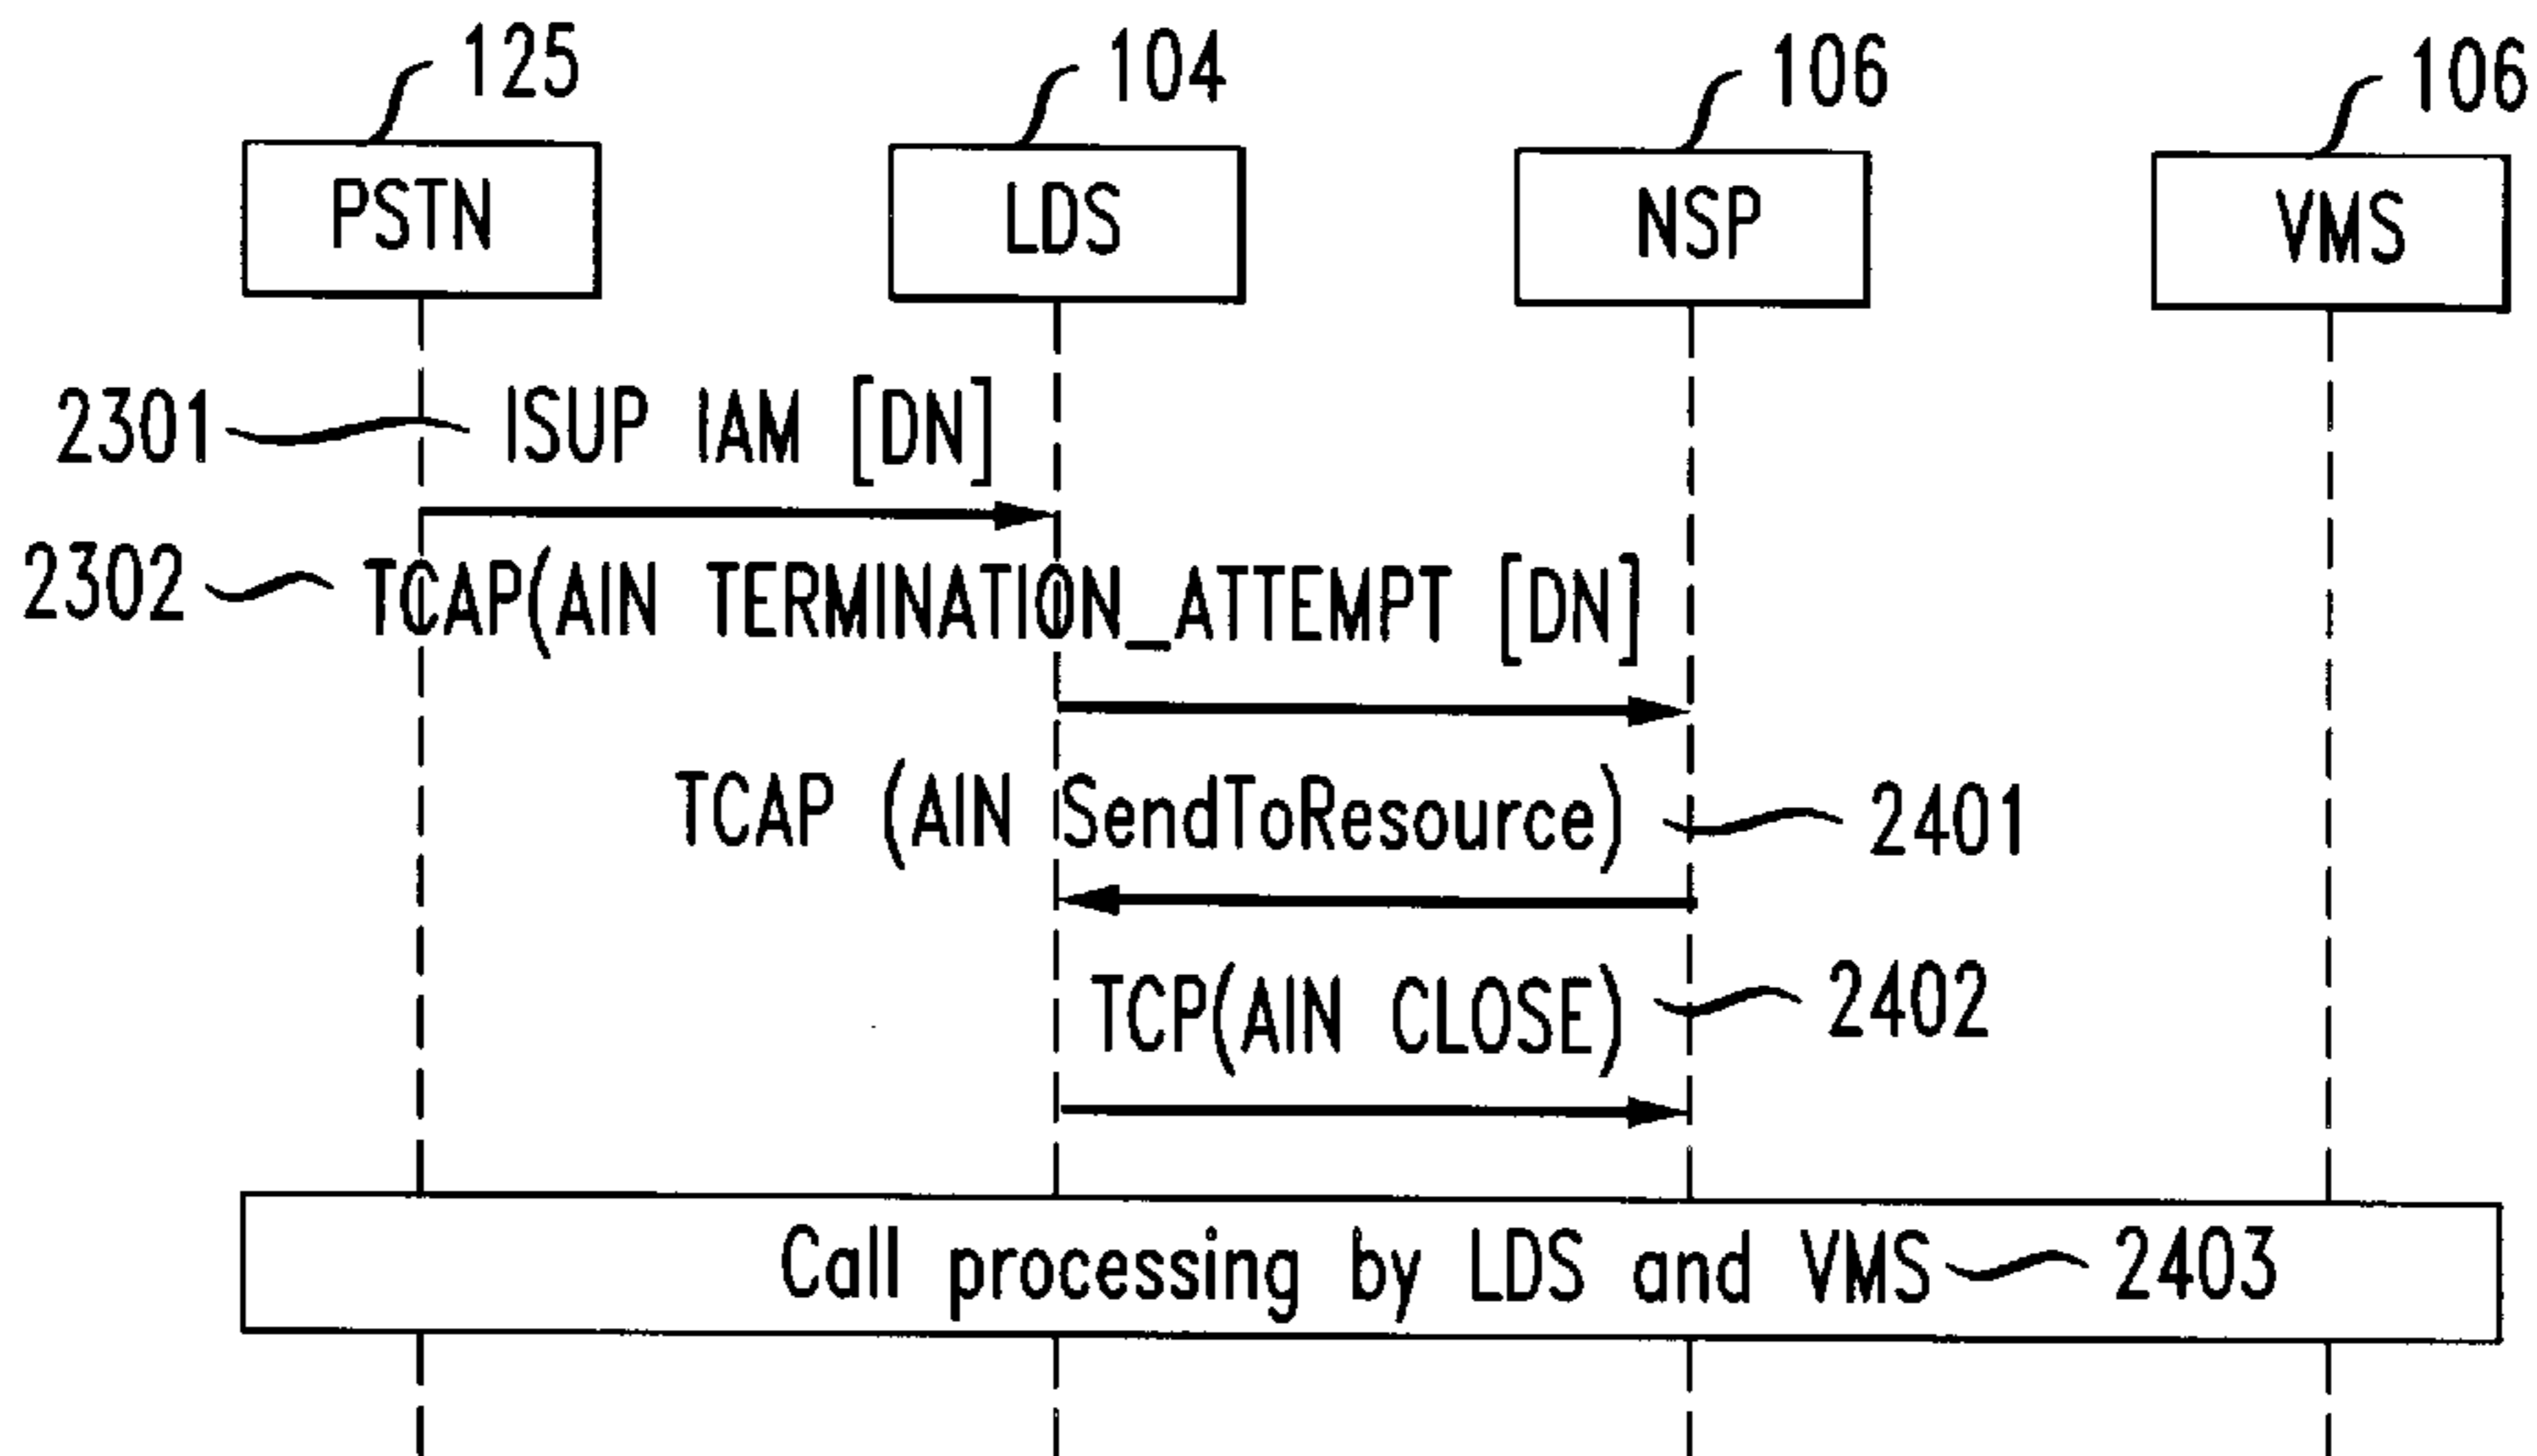 125 104 106 106
PSTN LDS NSP VMS
2301 ISUP IAM [DN]
2302 TCAP(AIN TERMINATION_ATTEMPT [DN]
TCAP (AIN SendToResource) 2401
TCP(AIN CLOSE) 2402
Call processing by LDS and VMS 2403